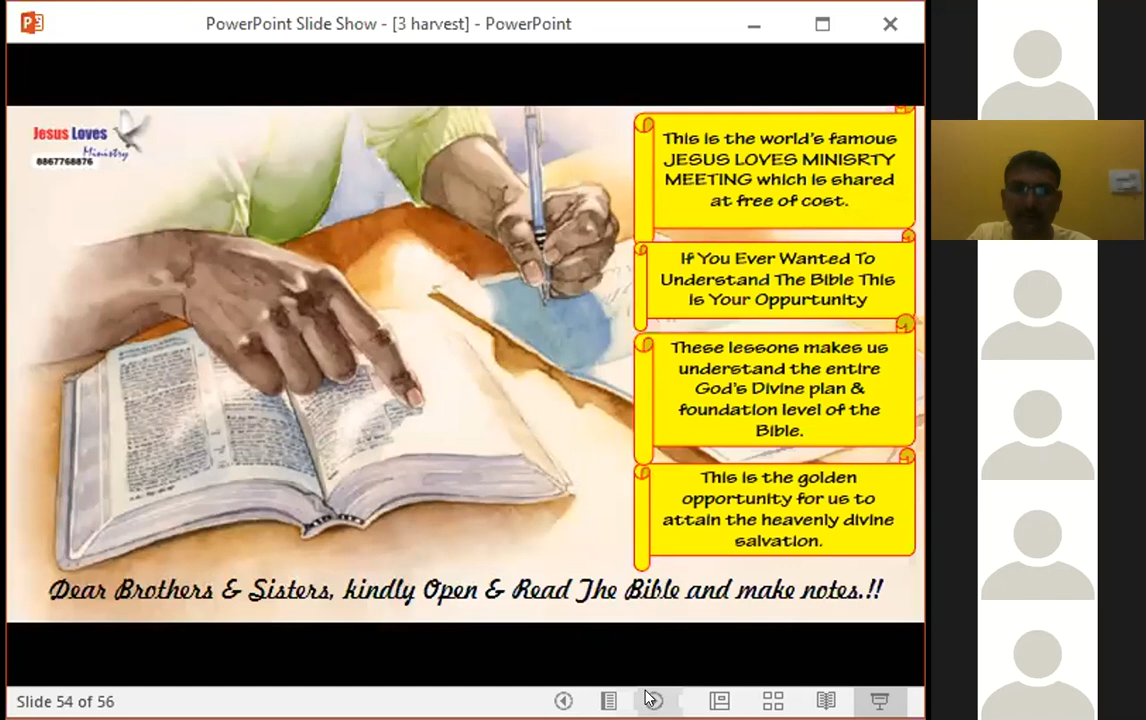 PowerPoint Slide Show - [3 harvest] - PowerPoint
Jesus Loves
Ministry
8867768876
This is the world's famous
JESUS LOVES MINISRTY
MEETING which is shared
at free of cost.
If You Ever Wanted To
Understand The Bible This
is Your Oppurtunity
These lessons makes us
understand the entire
God's Divine plan &
foundation level of the
Bible.
This is the golden
opportunity for us to
attain the heavenly divine
salvation.
Dear Brothers & Sisters, kindly Open & Read The Bible and make notes.!!
Slide 54 of 56